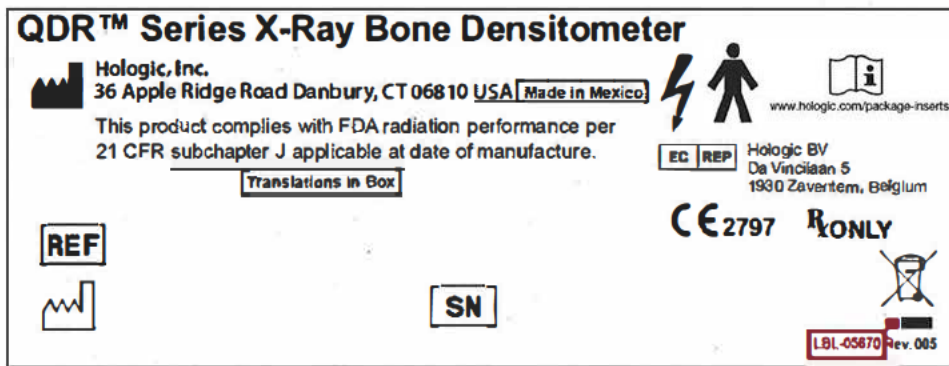 QDR™ Series X-Ray Bone Densitometer
Hologic, Inc.
36 Apple Ridge Road Danbury, CT 06810 USA Made in Mexico
This product complies with FDA radiation performance per
21 CFR subchapter J applicable at date of manufacture.
Translations in Box
www.hologic.com/package-inserts
EC REP
Hologic BV
Da Vincilaan 5
1930 Zaventem, Belgium
CE 2797
Rx ONLY
REF
SN
LBL-05670 Rev. 005